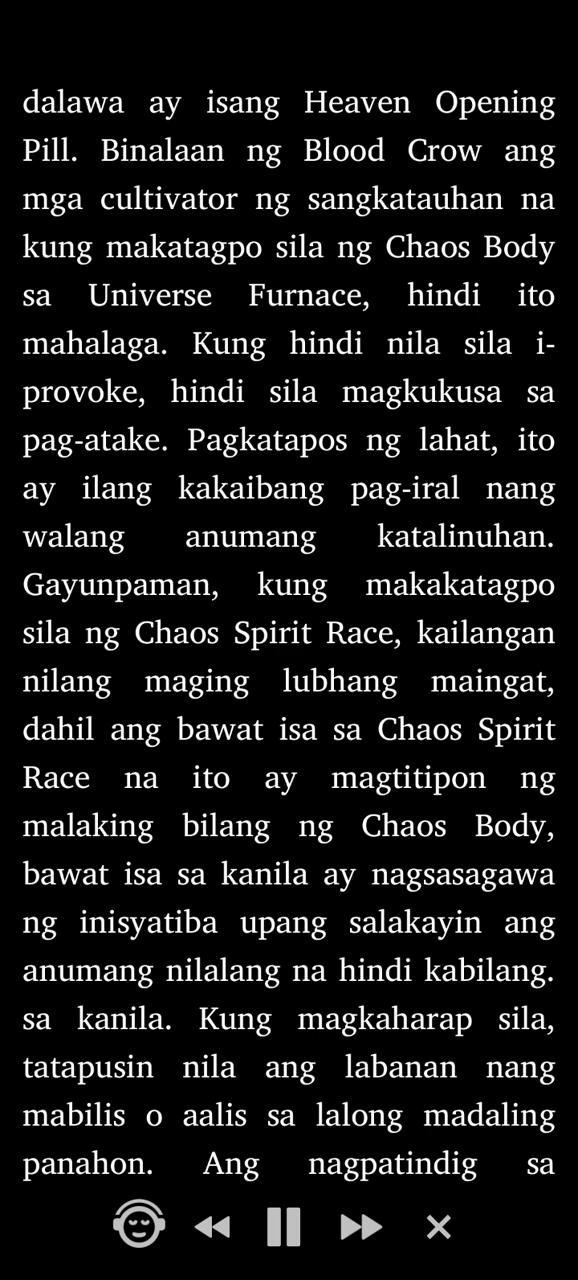 dalawa ay isang Heaven Opening
Pill. Binalaan ng Blood Crow ang
mga cultivator ng sangkatauhan na
kung makatagpo sila ng Chaos Body
sa Universe Furnace, hindi ito
mahalaga. Kung hindi nila sila i-
provoke, hindi sila magkukusa sa
pag-atake. Pagkatapos ng lahat, ito
ay ilang kakaibang pag-iral nang
walang anumang katalinuhan.
Gayunpaman, kung makakatagpo
sila ng Chaos Spirit Race, kailangan
nilang maging lubhang maingat,
dahil ang bawat isa sa Chaos Spirit
Race na ito ay magtitipon ng
malaking bilang ng Chaos Body,
bawat isa sa kanila ay nagsasagawa
ng inisyatiba upang salakayin ang
anumang nilalang na hindi kabilang.
sa kanila. Kung magkaharap sila,
tatapusin nila ang labanan nang
mabilis o aalis sa lalong madaling
panahon. Ang nagpatindig sa